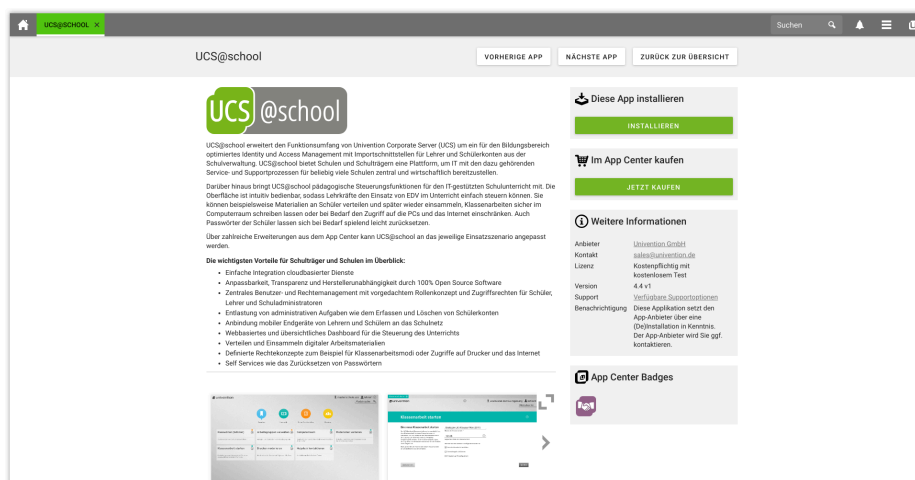 UCS@SCHOOL ×
Suchen
UCS@school
VORHERIGE APP
NÄCHSTE APP
ZURÜCK ZUR ÜBERSICHT
UCS @school
UCS@school erweitert den Funktionsumfang von Univention Corporate Server (UCS) um ein für den Bildungsbereich
optimiertes Identity und Access Management mit Importschnittstellen für Lehrer und Schülerkonten aus der
Schulverwaltung. UCS@school bietet Schulen und Schulträgern eine Plattform, um IT mit den dazu gehörenden
Service- und Supportprozessen für beliebig viele Schulen zentral und wirtschaftlich bereitzustellen.
Darüber hinaus bringt UCS@school pädagogische Steuerungsfunktionen für den IT-gestützten Schulunterricht mit. Die
Oberfläche ist intuitiv bedienbar, sodass Lehrkräfte den Einsatz von EDV im Unterricht einfach steuern können. Sie
können beispielsweise Materialien an Schüler verteilen und später wieder einsammeln, Klassenarbeiten sicher im
Computerraum schreiben lassen oder bei Bedarf den Zugriff auf die PCs und das Internet einschränken. Auch
Passwörter der Schüler lassen sich bei Bedarf spielend leicht zurücksetzen.
Über zahlreiche Erweiterungen aus dem App Center kann UCS@school an das jeweilige Einsatzszenario angepasst
werden.
Die wichtigsten Vorteile für Schulträger und Schulen im Überblick:
• Einfache Integration cloudbasierter Dienste
• Anpassbarkeit, Transparenz und Herstellerunabhängigkeit durch 100% Open Source Software
• Zentrales Benutzer- und Rechtemanagement mit vorgedachtem Rollenkonzept und Zugriffsrechten für Schüler,
Lehrer und Schuladministratoren
• Entlastung von administrativen Aufgaben wie dem Erfassen und Löschen von Schülerkonten
• Anbindung mobiler Endgeräte von Lehrern und Schülern an das Schulnetz
• Webbasiertes und übersichtliches Dashboard für die Steuerung des Unterrichts
• Verteilen und Einsammeln digitaler Arbeitsmaterialien
• Definierte Rechtekonzepte zum Beispiel für Klassenarbeitsmodi oder Zugriffe auf Drucker und das Internet
• Self Services wie das Zurücksetzen von Passwörtern
Klassenarbeit starten
Diese App installieren
INSTALLIEREN
Im App Center kaufen
JETZT KAUFEN
Weitere Informationen
Anbieter Univention GmbH
Kontakt sales@univention.de
Lizenz Kostenpflichtig mit
kostenlosem Test
Version 4.4 v1
Support Verfügbare Supportoptionen
Benachrichtigung Diese Applikation setzt den
App-Anbieter über eine
(De)Installation in Kenntnis.
Der App-Anbieter wird Sie ggf.
kontaktieren.
App Center Badges